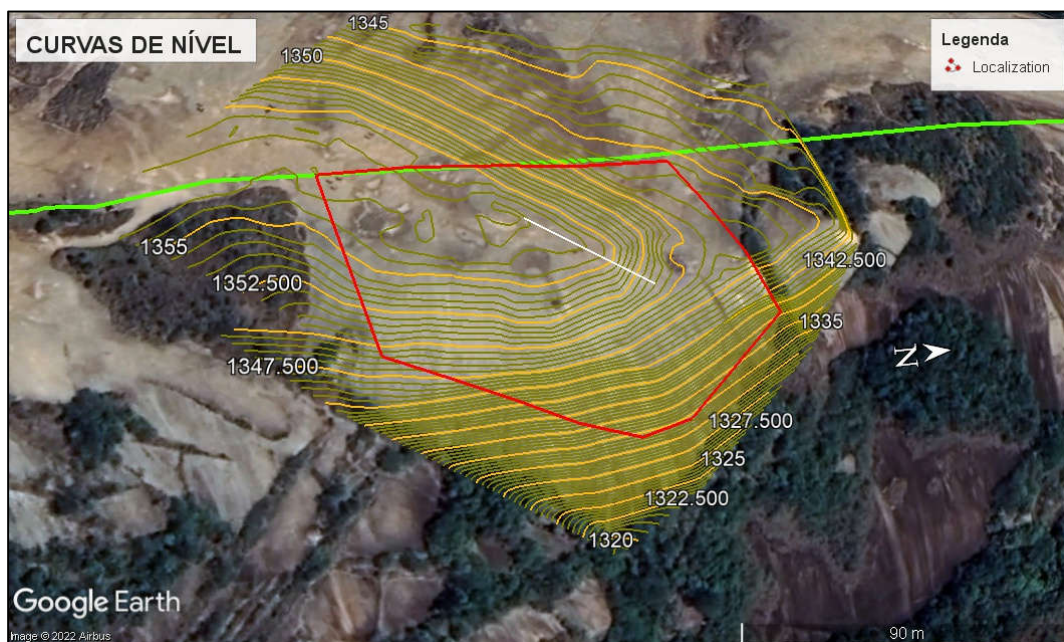 CURVAS DE NÍVEL
Legenda
Localization
1345
1350
1355
1352.500
1347.500
1342.500
1335
N
1327.500
1325
1322.500
1320
Google Earth
Image © 2022 Airbus
90 m